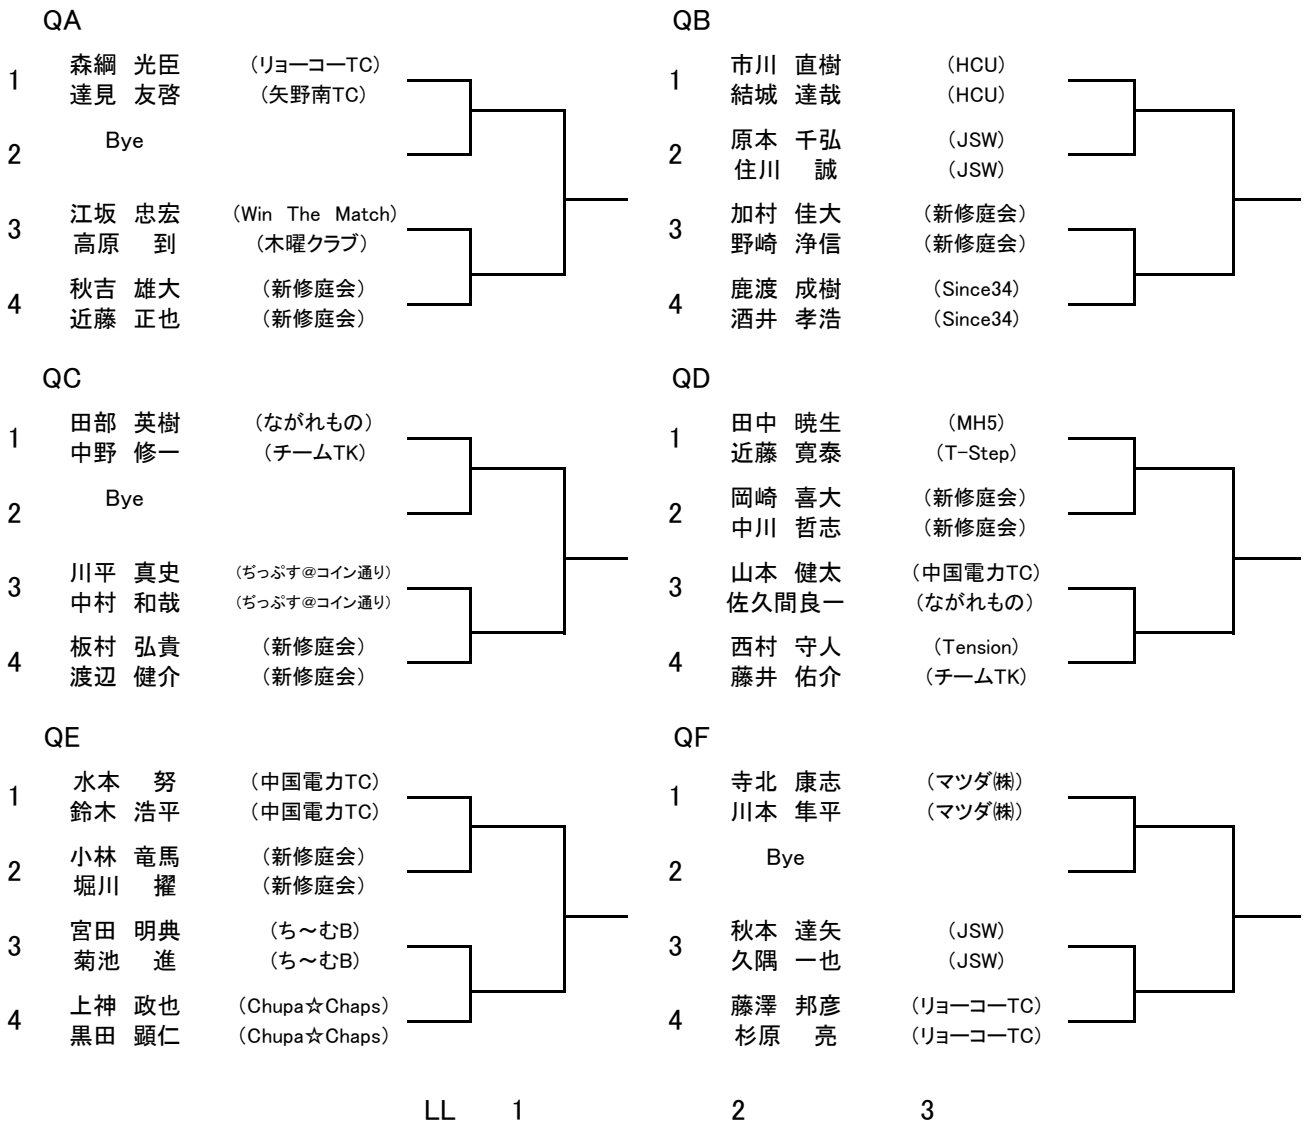 QA
1
森綱 光臣 (リョーコーTC)
達見 友啓 (矢野南TC)
2
Bye
3
江坂 忠宏 (Win The Match)
高原 到 (木曜クラブ)
4
秋吉 雄大 (新修庭会)
近藤 正也 (新修庭会)
QB
1
市川 直樹 (HCU)
結城 達哉 (HCU)
2
原本 千弘 (JSW)
住川 誠 (JSW)
3
加村 佳大 (新修庭会)
野崎 浄信 (新修庭会)
4
鹿渡 成樹 (Since34)
酒井 孝浩 (Since34)
QC
1
田部 英樹 (ながれもの)
中野 修一 (チームTK)
2
Bye
3
川平 真史 (ぢっぷす@コイン通り)
中村 和哉 (ぢっぷす@コイン通り)
4
板村 弘貴 (新修庭会)
渡辺 健介 (新修庭会)
QD
1
田中 暁生 (MH5)
近藤 寛泰 (T-Step)
2
岡崎 喜大 (新修庭会)
中川 哲志 (新修庭会)
3
山本 健太 (中国電力TC)
佐久間良一 (ながれもの)
4
西村 守人 (Tension)
藤井 佑介 (チームTK)
QE
1
水本 努 (中国電力TC)
鈴木 浩平 (中国電力TC)
2
小林 竜馬 (新修庭会)
堀川 擢 (新修庭会)
3
宮田 明典 (ち～むB)
菊池 進 (ち～むB)
4
上神 政也 (Chupa☆Chaps)
黒田 顕仁 (Chupa☆Chaps)
QF
1
寺北 康志 (マツダ㈱)
川本 隼平 (マツダ㈱)
2
Bye
3
秋本 達矢 (JSW)
久隅 一也 (JSW)
4
藤澤 邦彦 (リョーコーTC)
杉原 亮 (リョーコーTC)
LL 1 2 3